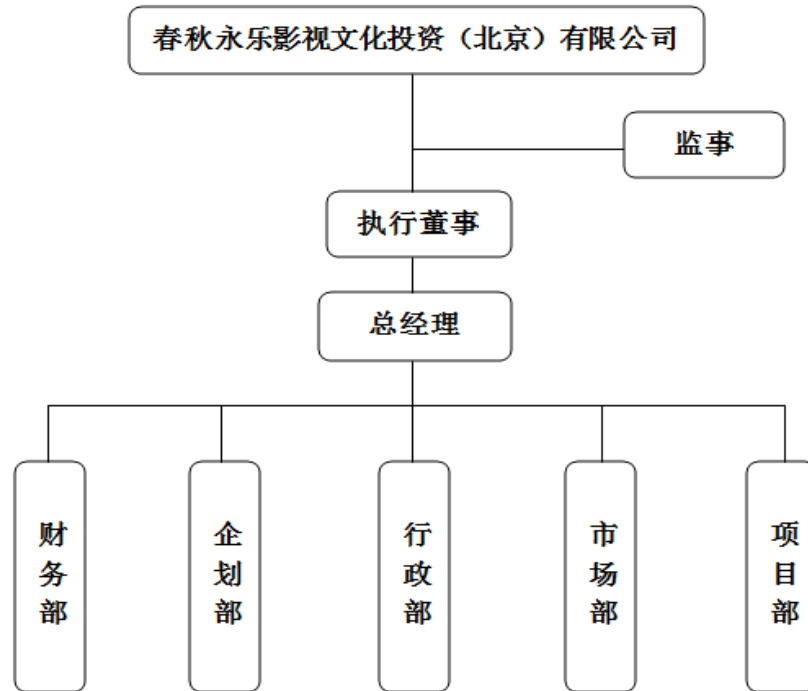 春秋永乐影视文化投资（北京）有限公司
监事
执行董事
总经理
财务部
企划部
行政部
市场部
项目部